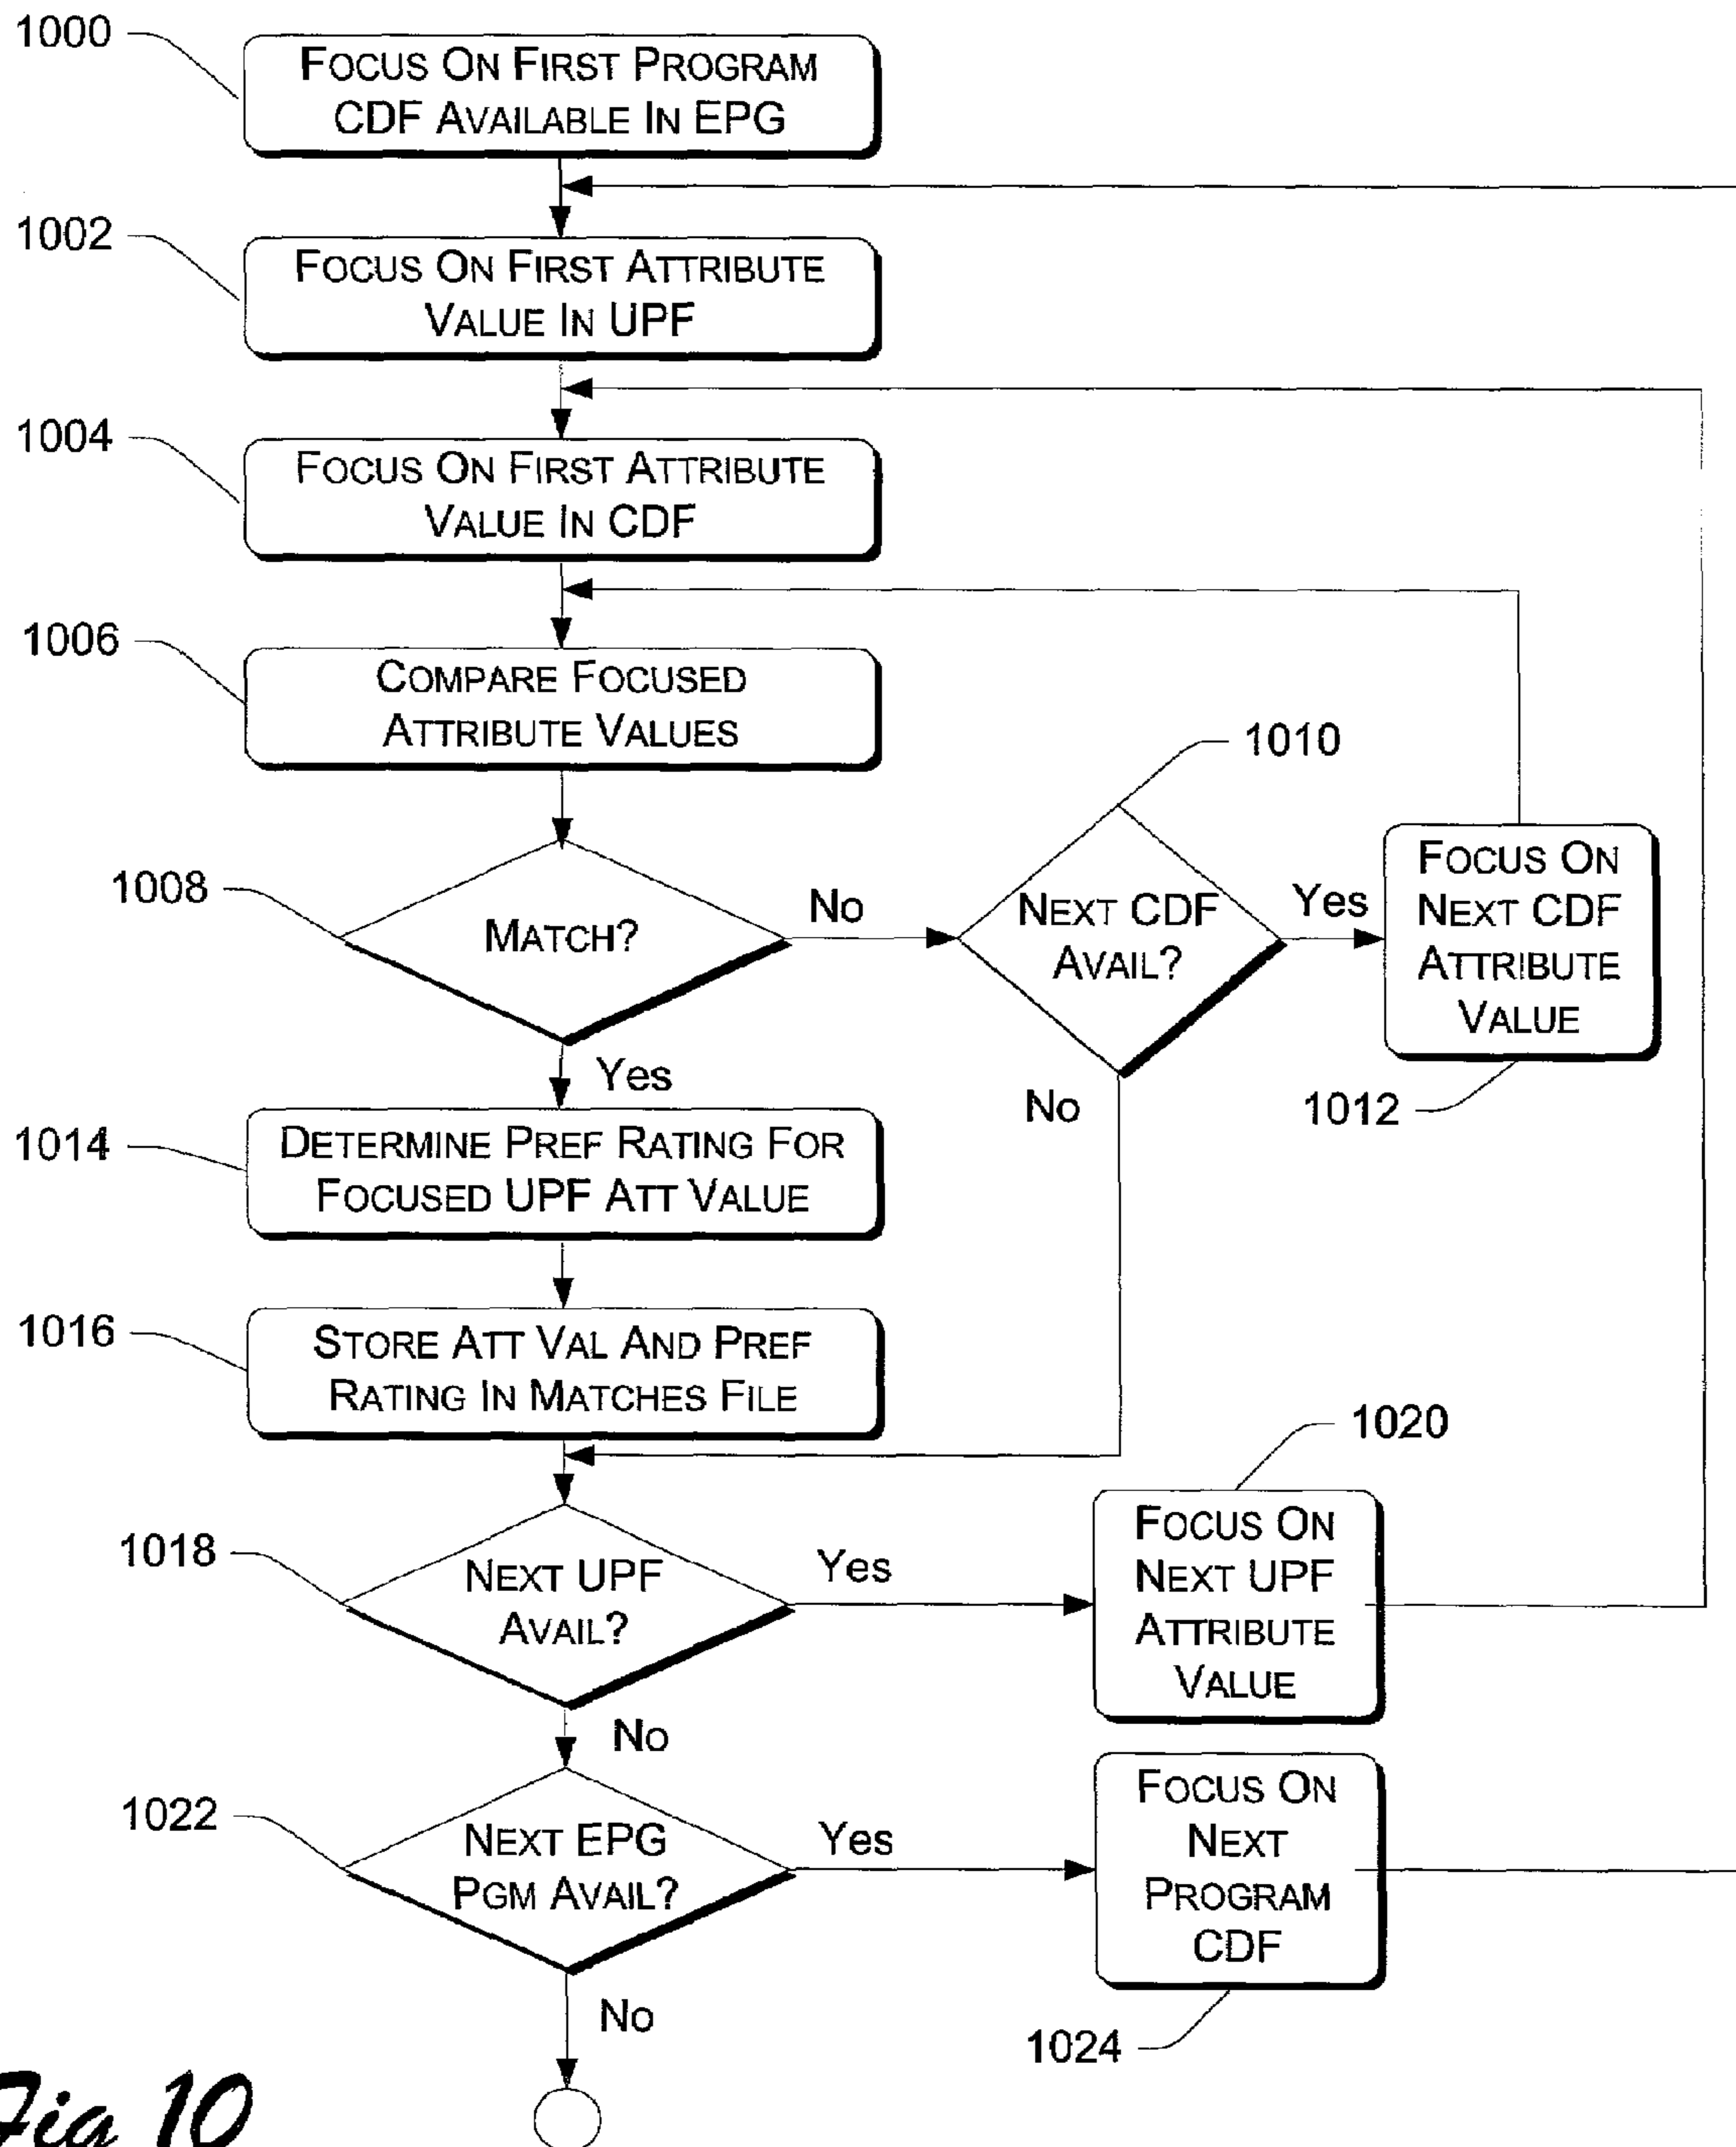 1000
FOCUS ON FIRST PROGRAM
CDF AVAILABLE IN EPG
1002
FOCUS ON FIRST ATTRIBUTE
VALUE IN UPF
1004
FOCUS ON FIRST ATTRIBUTE
VALUE IN CDF
1006
COMPARE FOCUSED
ATTRIBUTE VALUES
1008
MATCH?
No
1010
NEXT CDF
AVAIL?
Yes
FOCUS ON
NEXT CDF
ATTRIBUTE
VALUE
1012
No
Yes
1014
DETERMINE PREF RATING FOR
FOCUSED UPF ATT VALUE
1016
STORE ATT VAL AND PREF
RATING IN MATCHES FILE
1018
NEXT UPF
AVAIL?
Yes
1020
FOCUS ON
NEXT UPF
ATTRIBUTE
VALUE
No
1022
NEXT EPG
PGM AVAIL?
Yes
FOCUS ON
NEXT
PROGRAM
CDF
1024
No
Fig 10